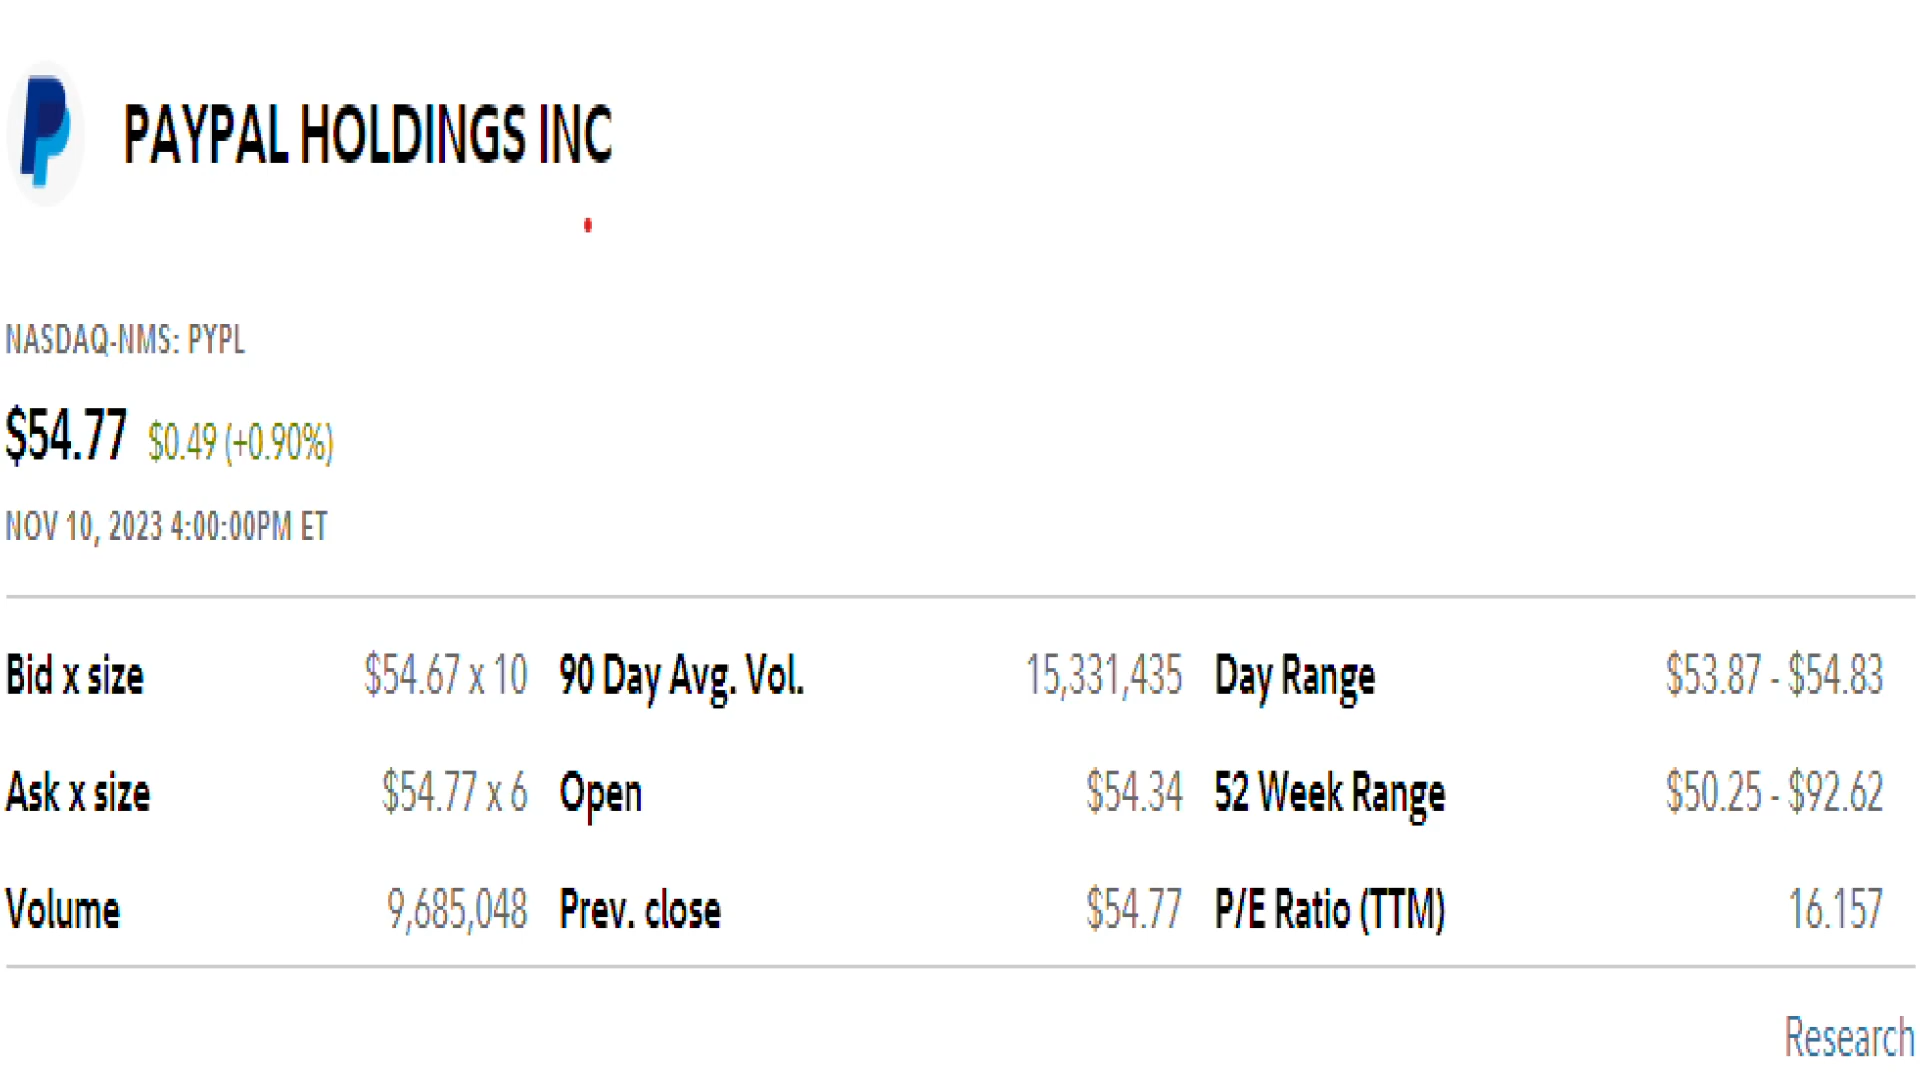 PAYPAL HOLDINGS INC
NASDAQ-NMS: PYPL
$54.77 $0.49 (+0.90%)
NOV 10, 2023 4:00:00PM ET
Bid x size $54.67 x 10 90 Day Avg. Vol. 15,331,435 Day Range $53.87 - $54.83
Ask x size $54.77 x 6 Open $54.34 52 Week Range $50.25 - $92.62
Volume 9,685,048 Prev. close $54.77 P/E Ratio (TTM) 16.157
Research